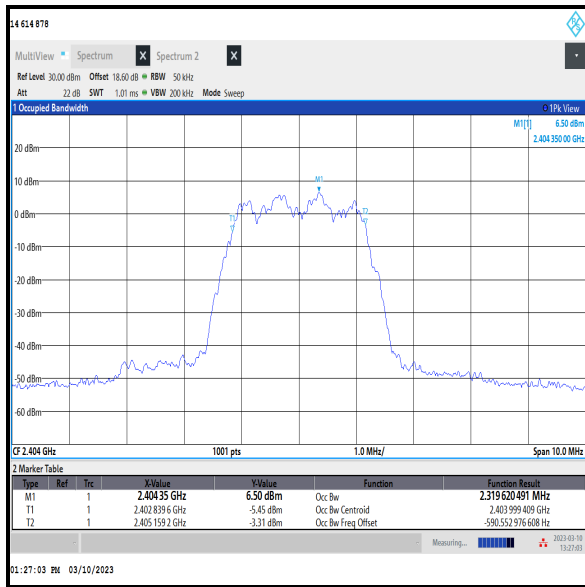 14 614 878
MultiView Spectrum X Spectrum 2 X
Ref Level 30.00 dBm Offset 18.60 dB RBW 50 kHz
Att 22 dB SWT 1.01 ms VBW 200 kHz Mode Sweep
1 Occupied Bandwidth 1Pk View
M1[1] 6.50 dBm
2.404 350 00 GHz
20 dBm
M1
10 dBm
T1 T2
0 dBm
-10 dBm
-20 dBm
-30 dBm
-40 dBm
-50 dBm
-60 dBm
CF 2.404 GHz 1001 pts 1.0 MHz/ Span 10.0 MHz
2 Marker Table
Type Ref Trc X-Value Y-Value Function Function Result
M1 1 2.404 35 GHz 6.50 dBm Occ Bw 2.319 620 491 MHz
T1 1 2.402 839 6 GHz -5.45 dBm Occ Bw Centroid 2.403 999 409 GHz
T2 1 2.405 159 2 GHz -3.31 dBm Occ Bw Freq Offset -590.552 976 608 Hz
Measuring... 2023-03-10
13:27:03
01:27:03 PM 03/10/2023